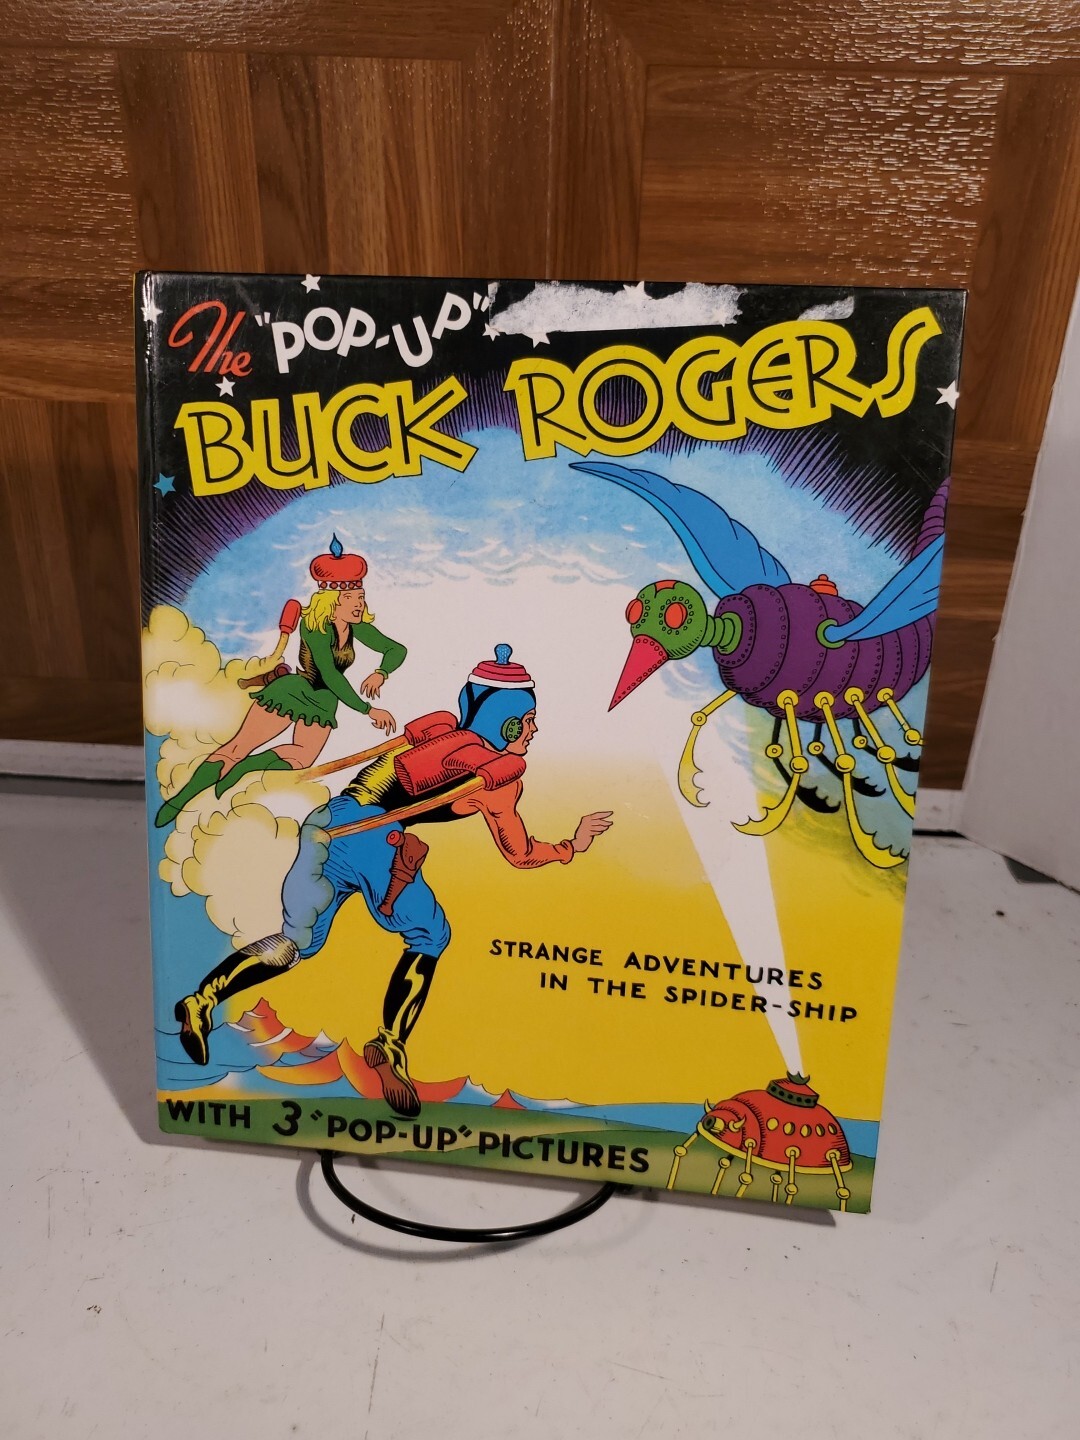 The "POP-UP"
BUCK ROGERS
STRANGE ADVENTURES
IN THE SPIDER-SHIP
WITH 3 "POP-UP" PICTURES